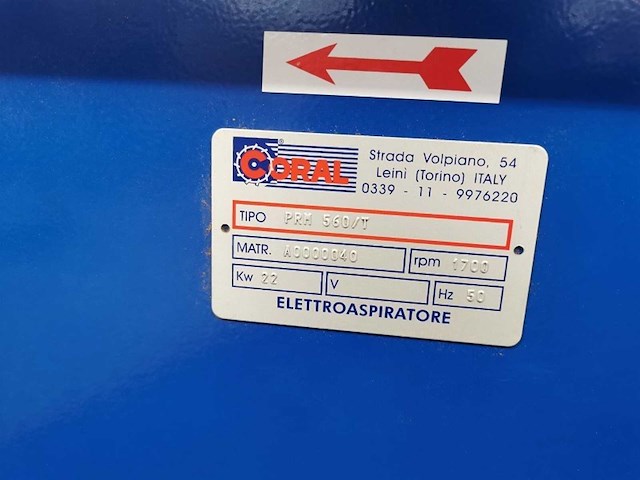 CORAL®
Strada Volpiano, 54
Leini (Torino) ITALY
0339 - 11 - 9976220
TIPO PRM 560/T
MATR. A0000040 rpm 1700
Kw 22 V Hz 50
ELETTROASPIRATORE